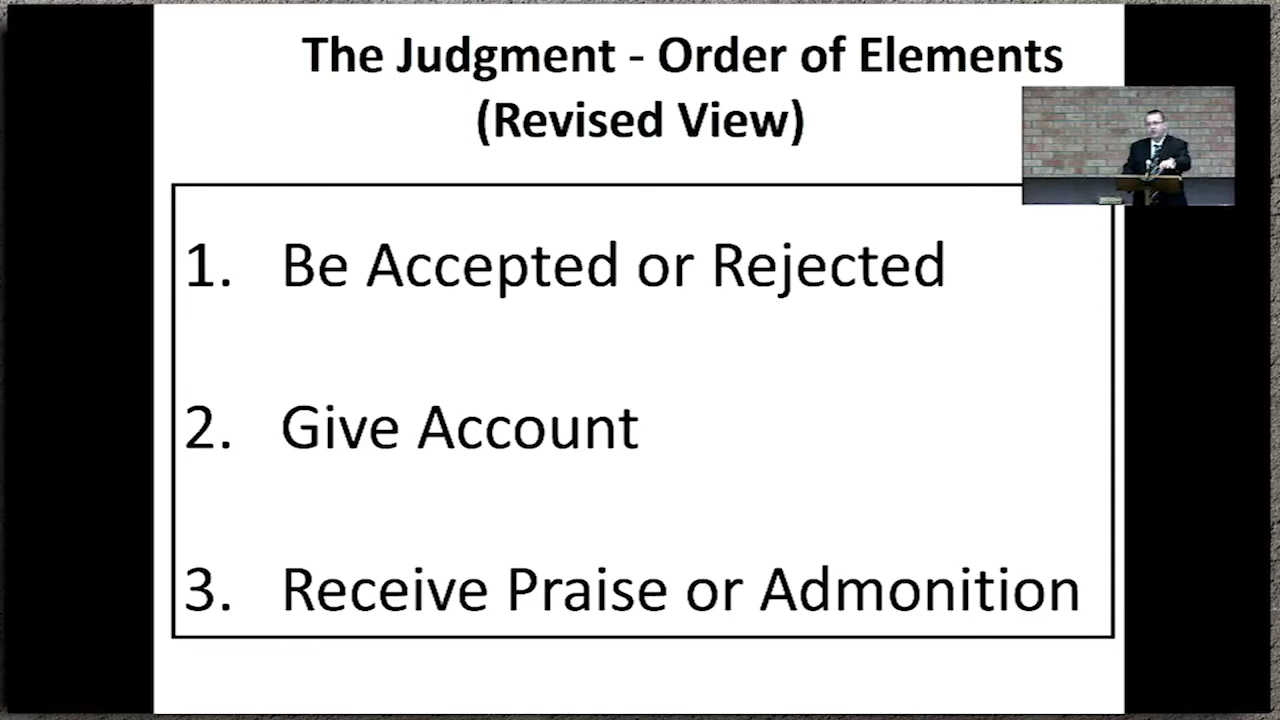 The Judgment - Order of Elements
(Revised View)
1. Be Accepted or Rejected
2. Give Account
3. Receive Praise or Admonition